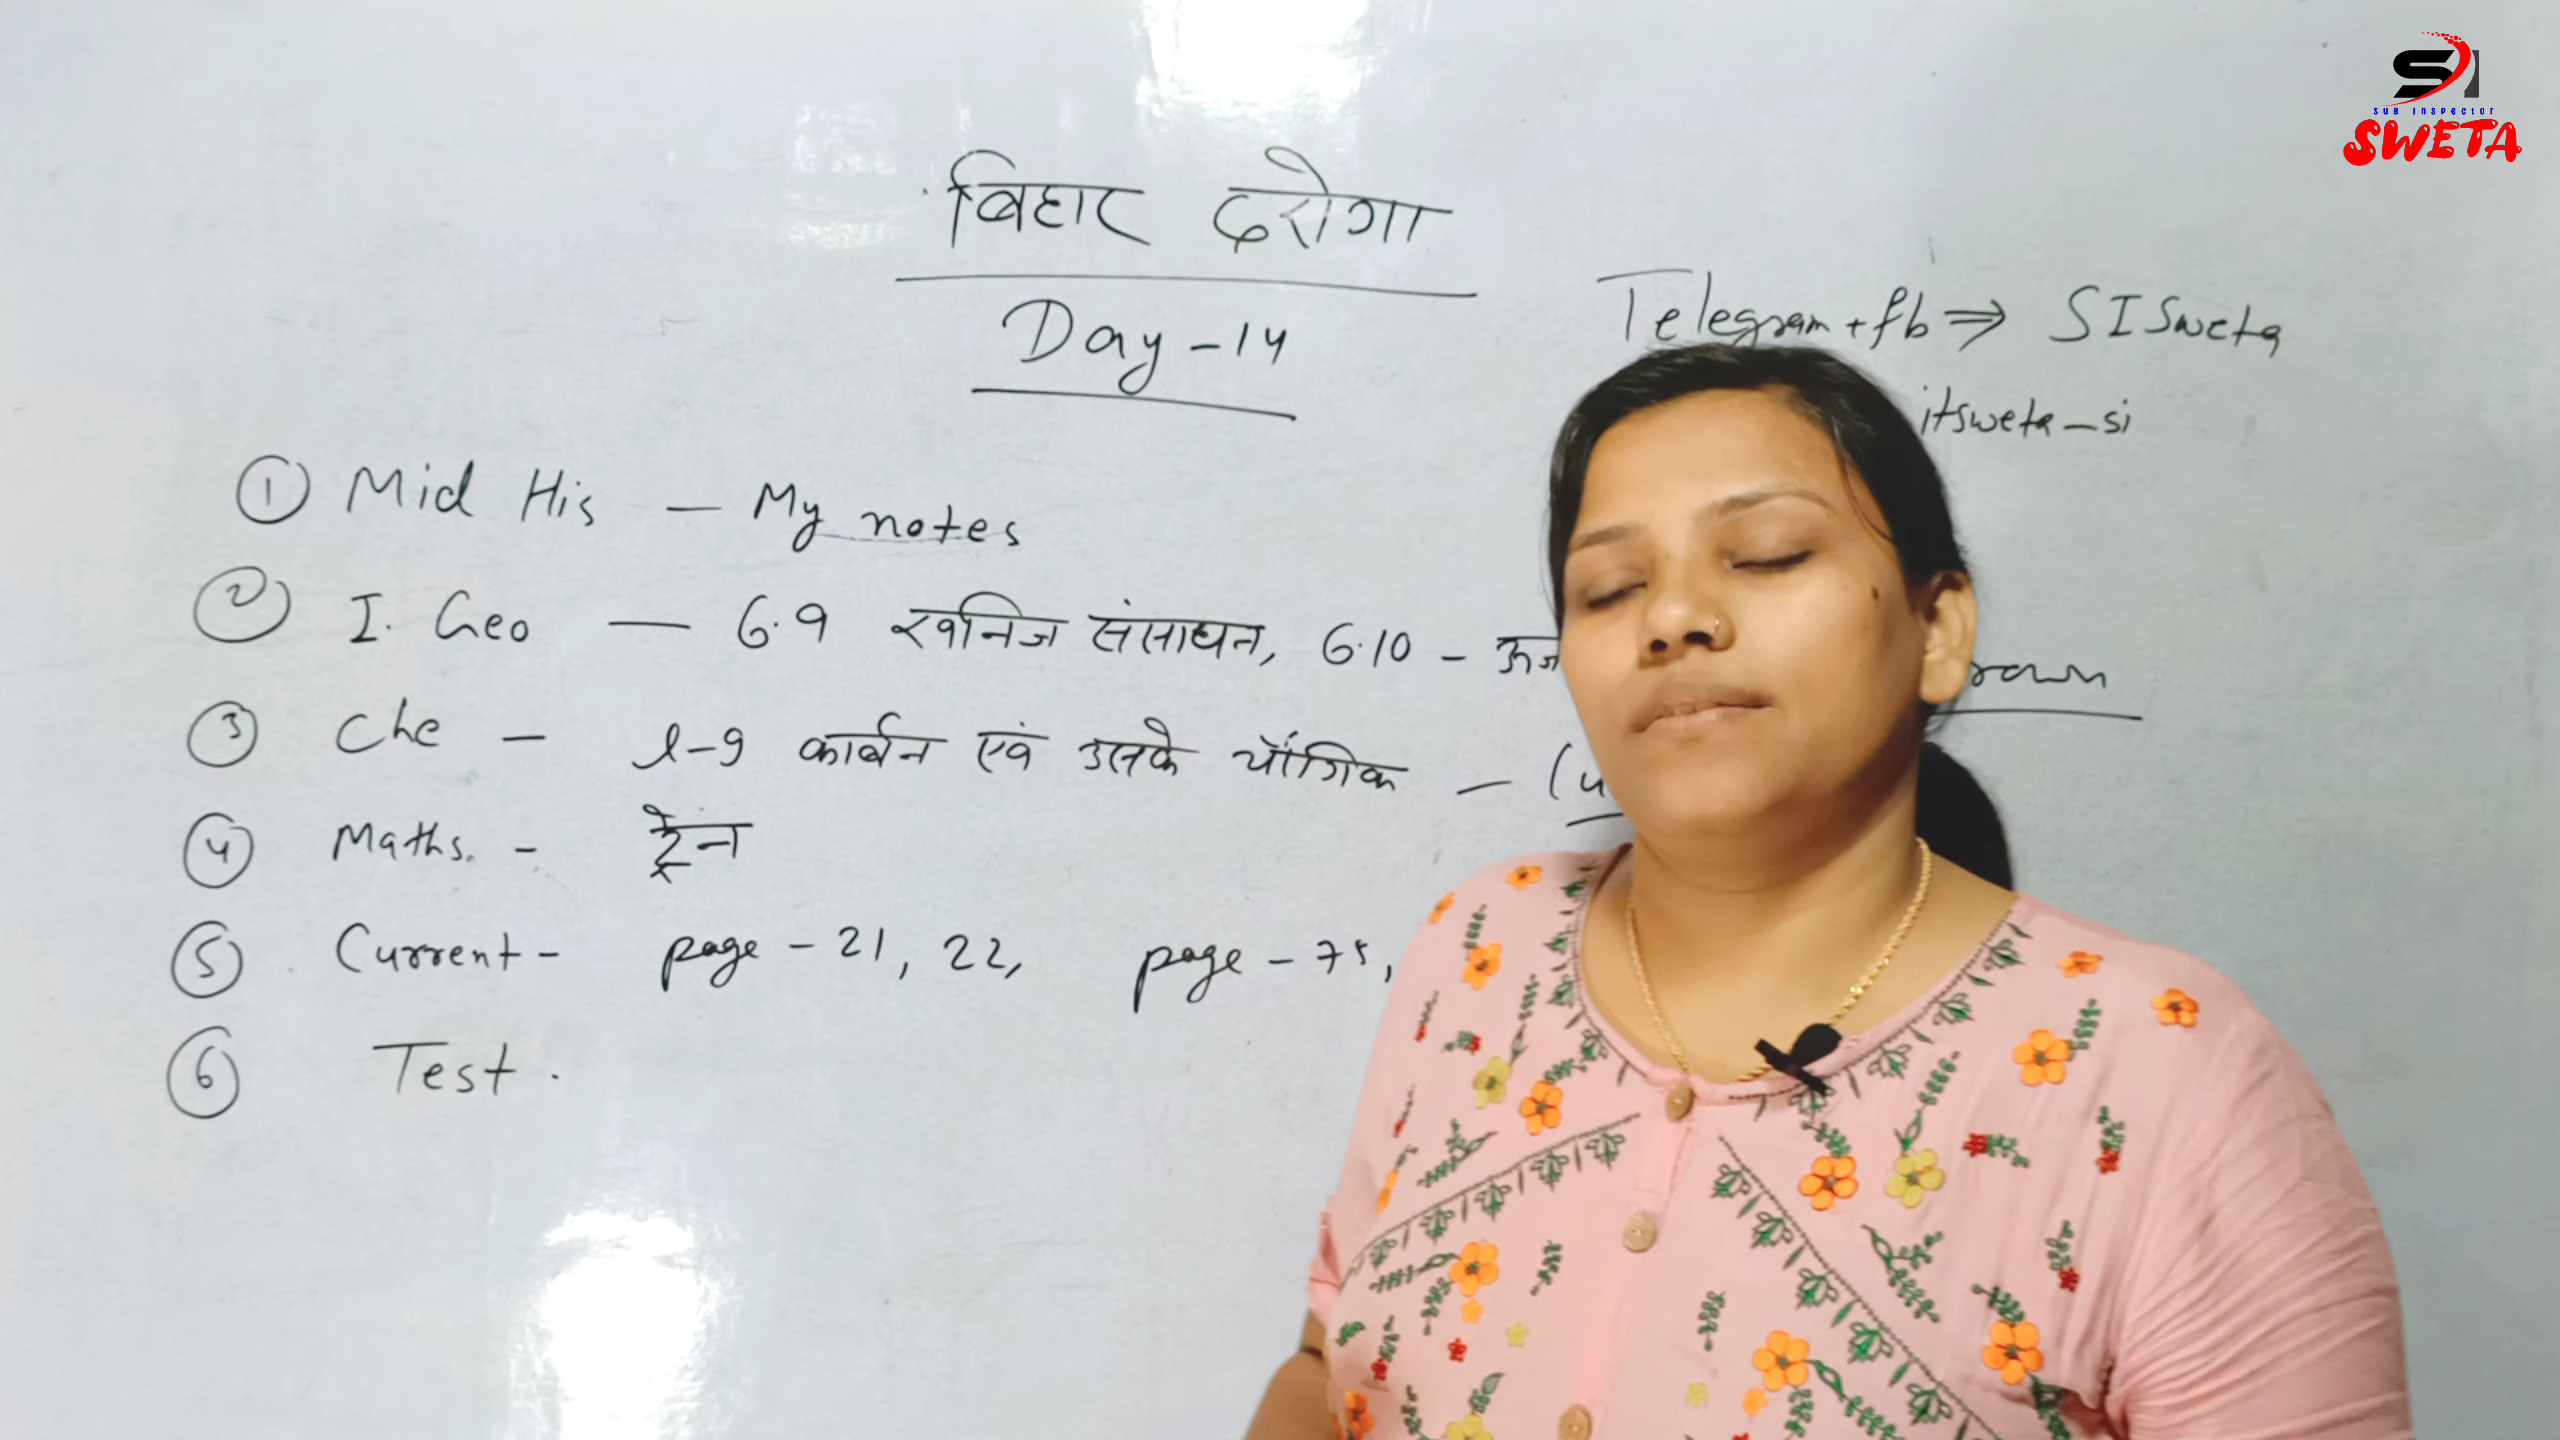 SI
SUB INSPECTOR
SWETA
बिहार दरोगा
Day - 14
Telegram + fb ⇒ SI Sweta
itsweta_si
① Mid His — My notes
② I. Geo — 6.9 खनिज संसाधन, 6.10 -
③ Che - l-9 कार्बन एवं उसके यौगिक —
④ Maths. - ट्रेन
⑤ Current - page - 21, 22, page - 75,
⑥ Test.